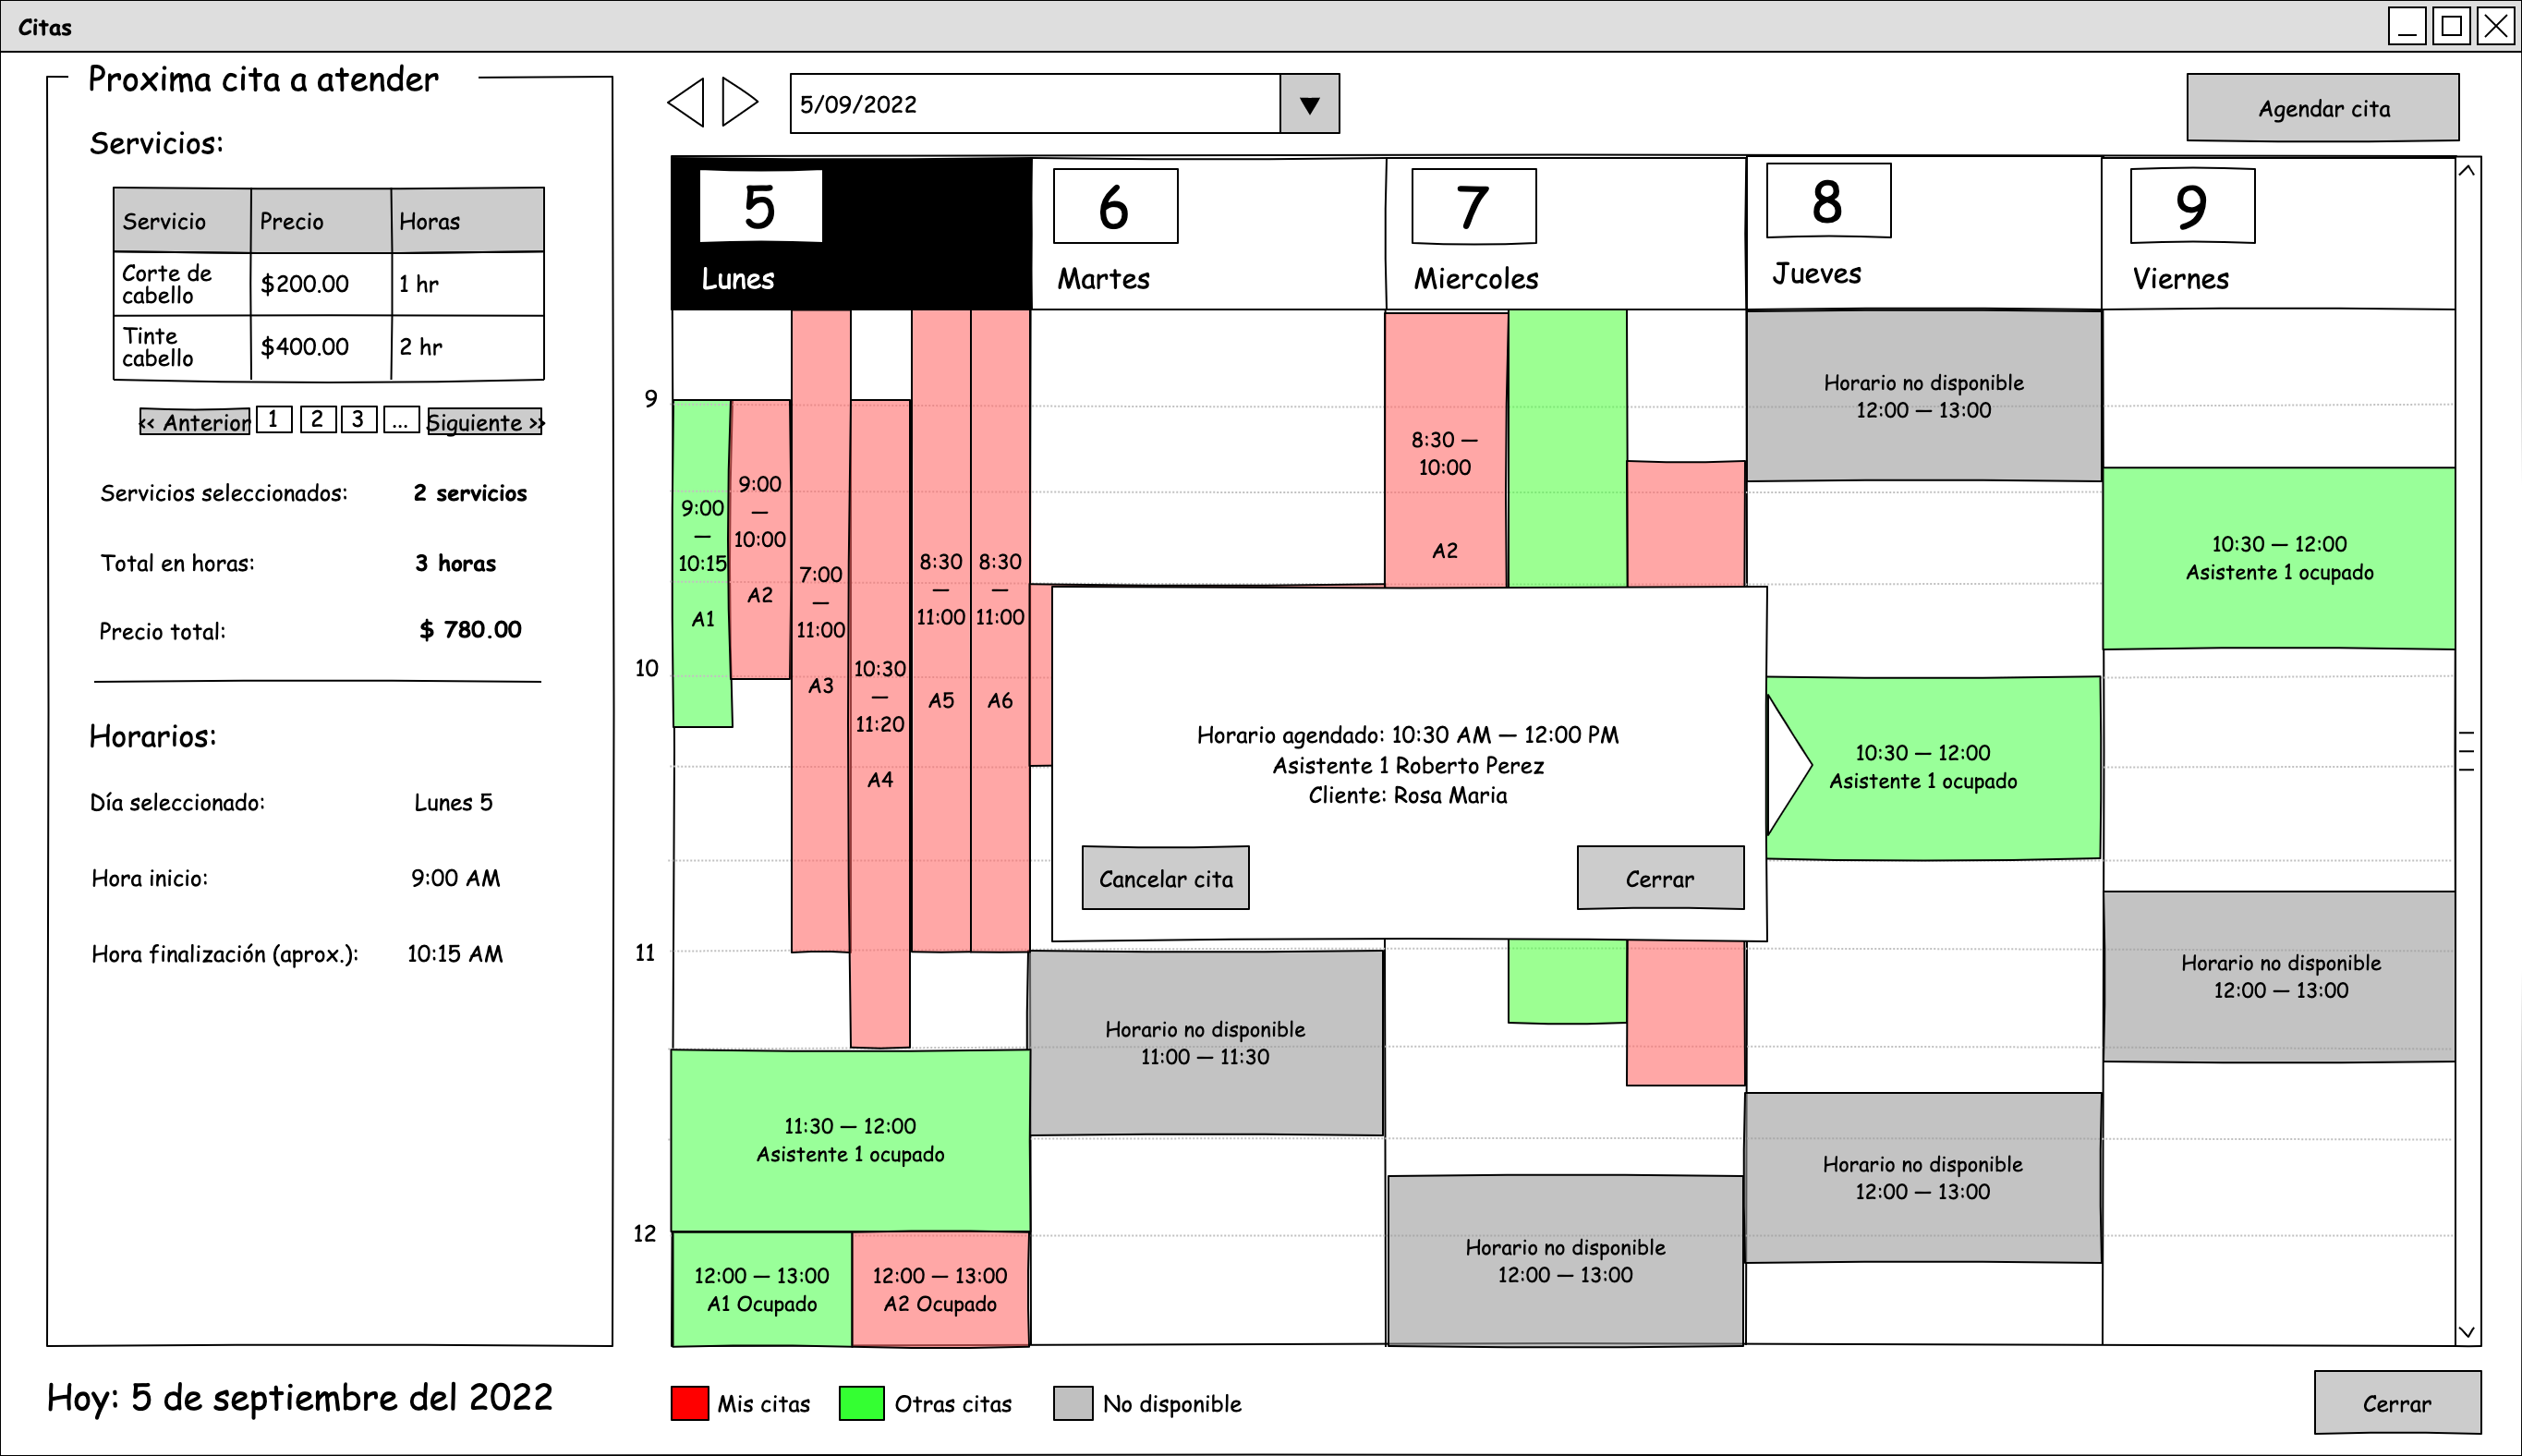 Citas
Proxima cita a atender
Servicios:
Servicio Precio Horas
Corte de
cabello
$200.00 1 hr
Tinte
cabello
$400.00 2 hr
<< Anterior 1 2 3 ... Siguiente >>
Servicios seleccionados: 2 servicios
Total en horas: 3 horas
Precio total: $ 780.00
Horarios:
Día seleccionado: Lunes 5
Hora inicio: 9:00 AM
Hora finalización (aprox.): 10:15 AM
Hoy: 5 de septiembre del 2022
5/09/2022
Agendar cita
5
Lunes
6
Martes
7
Miercoles
8
Jueves
9
Viernes
9
10
11
12
9:00
—
10:15
A1
9:00
—
10:00
A2
7:00
—
11:00
A3
10:30
—
11:20
A4
8:30
—
11:00
A5
8:30
—
11:00
A6
11:30 — 12:00
Asistente 1 ocupado
12:00 — 13:00
A1 Ocupado
12:00 — 13:00
A2 Ocupado
Horario no disponible
11:00 — 11:30
8:30 —
10:00
A2
Horario agendado: 10:30 AM — 12:00 PM
Asistente 1 Roberto Perez
Cliente: Rosa Maria
Cancelar cita
Cerrar
Horario no disponible
12:00 — 13:00
Horario no disponible
12:00 — 13:00
10:30 — 12:00
Asistente 1 ocupado
Horario no disponible
12:00 — 13:00
10:30 — 12:00
Asistente 1 ocupado
Horario no disponible
12:00 — 13:00
Mis citas
Otras citas
No disponible
Cerrar